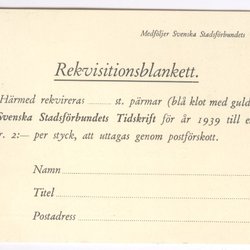 Medföljer Svenska Stadsförbundets
Rekvisitionsblankett.
Härmed rekvireras ........ st. pärmar (blå klot med guld
Svenska Stadsförbundets Tidskrift för år 1939 till e
r. 2:— per styck, att uttagas genom postförskott.
Namn
Titel
Postadress